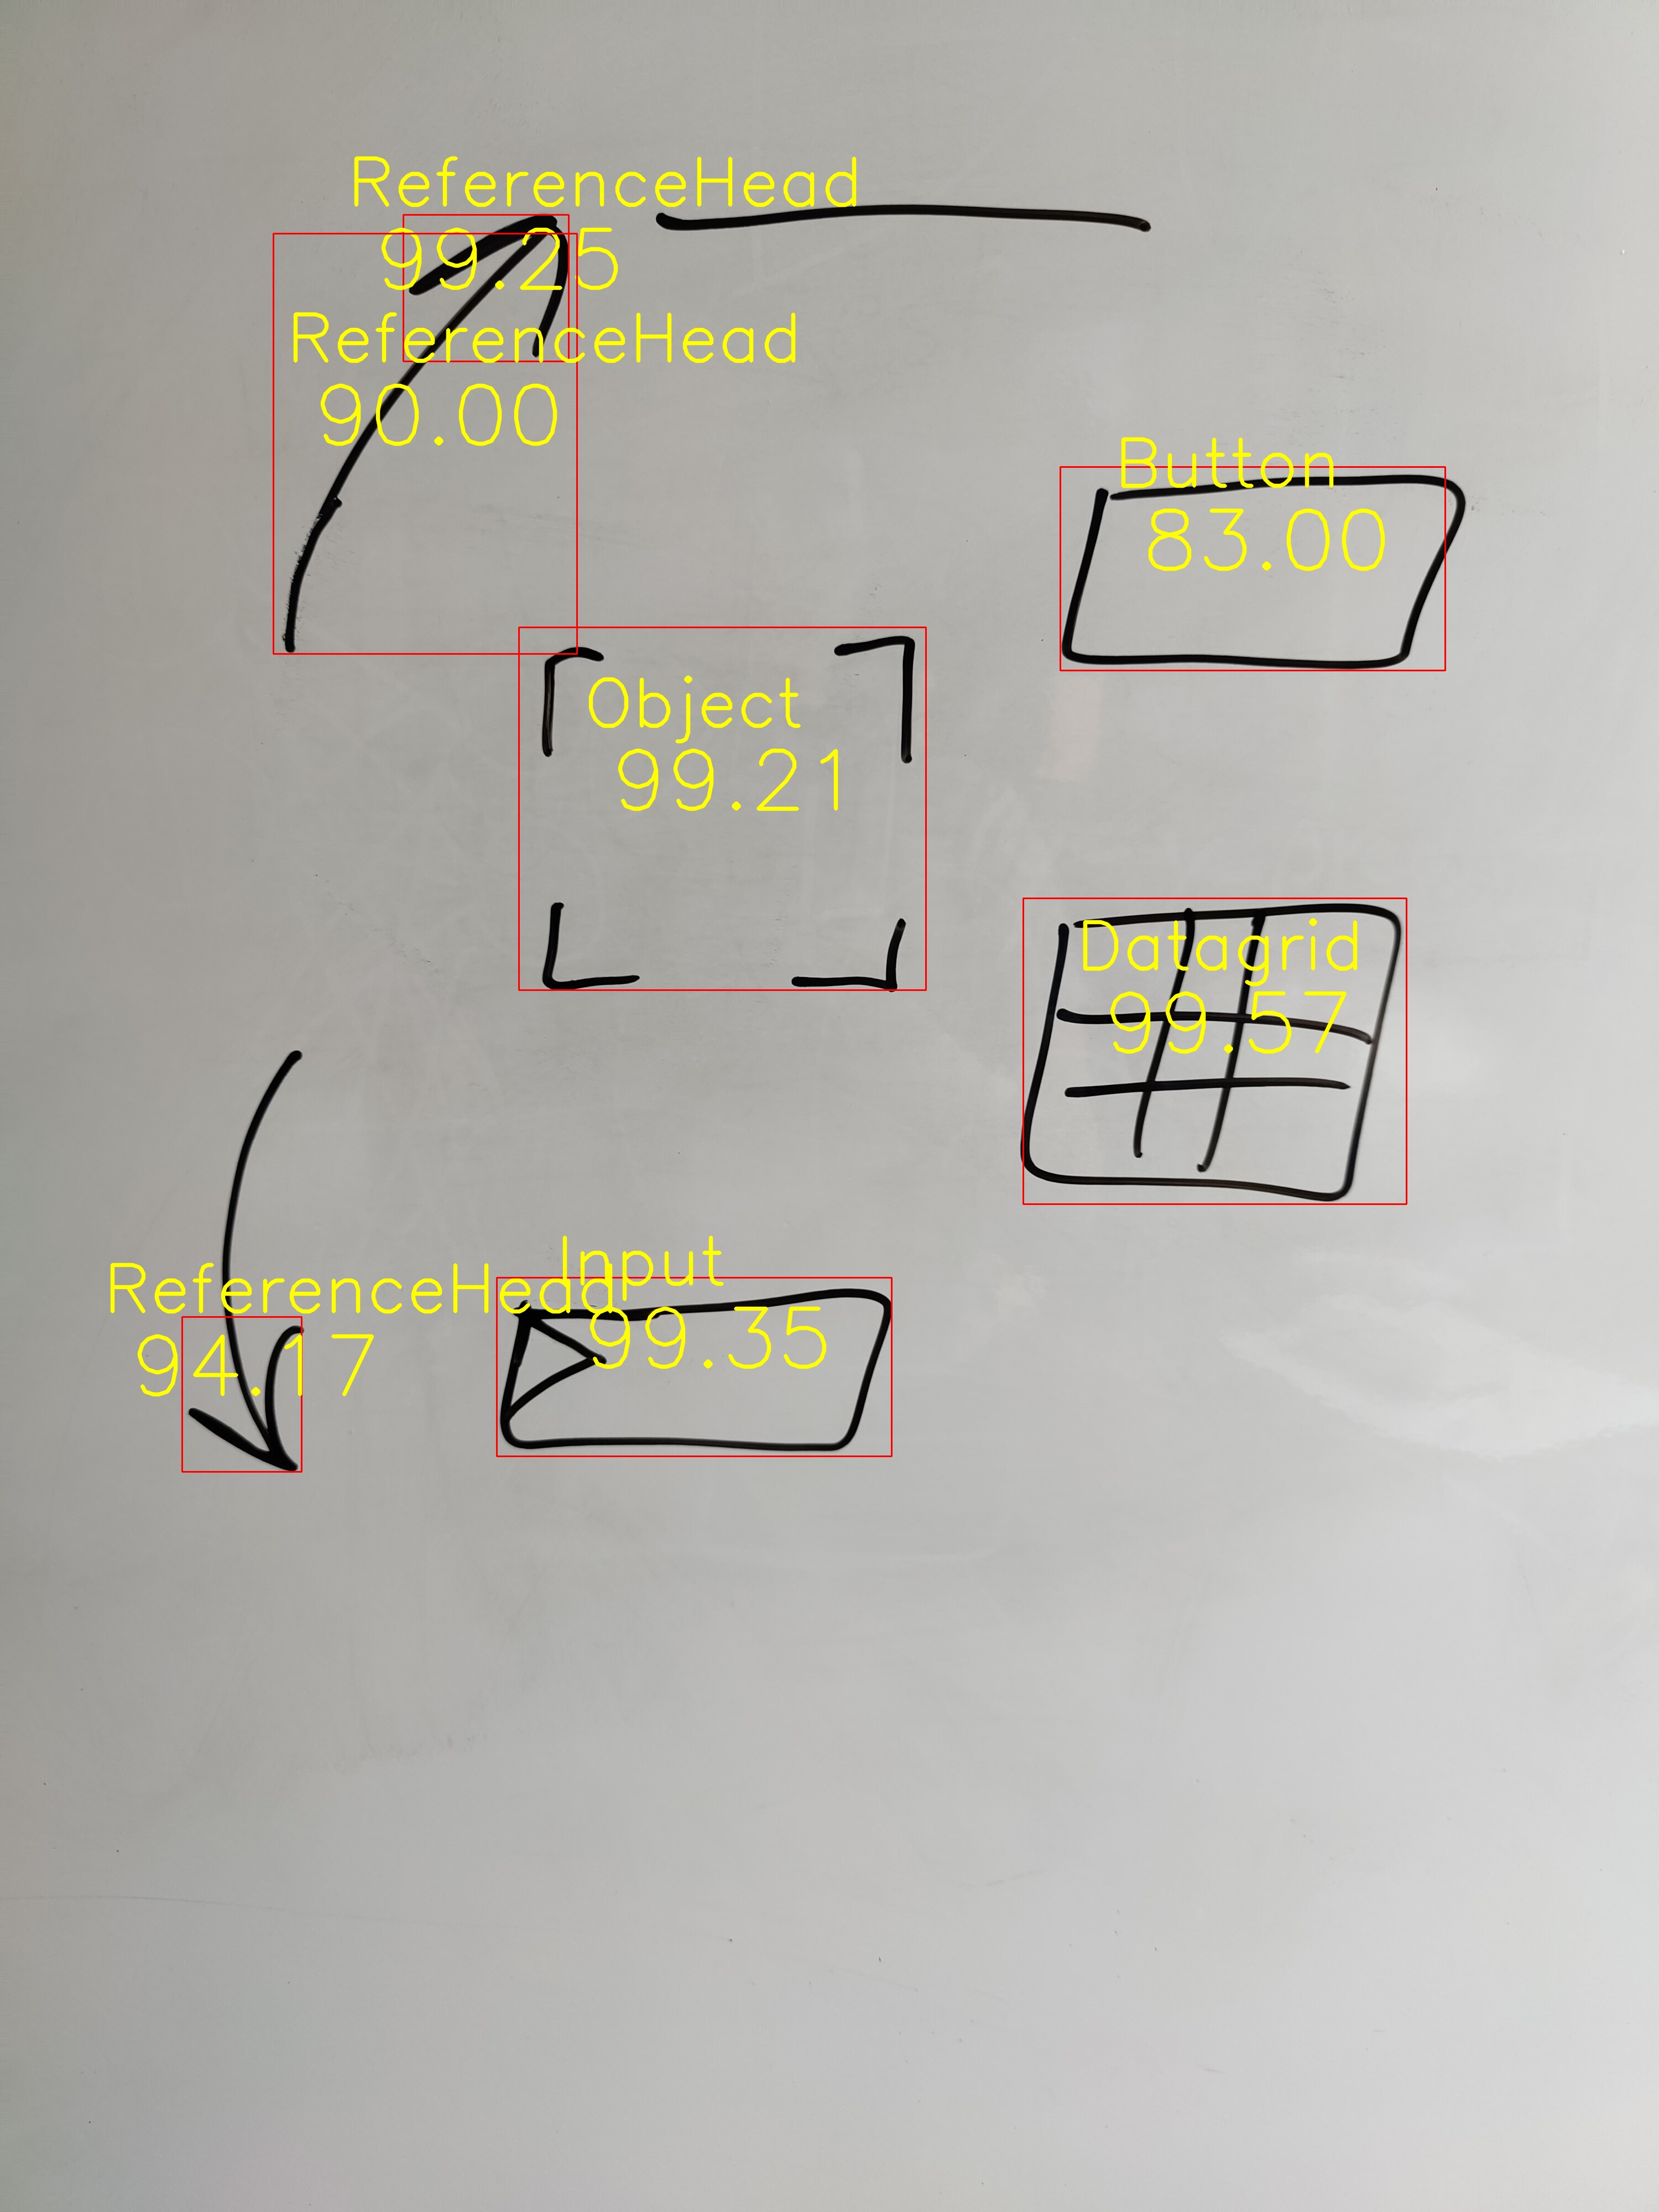 ReferenceHead
99.25
ReferenceHead
90.00
Button
83.00
Object
99.21
Datagrid
99.57
Input
99.35
ReferenceHead
94.17